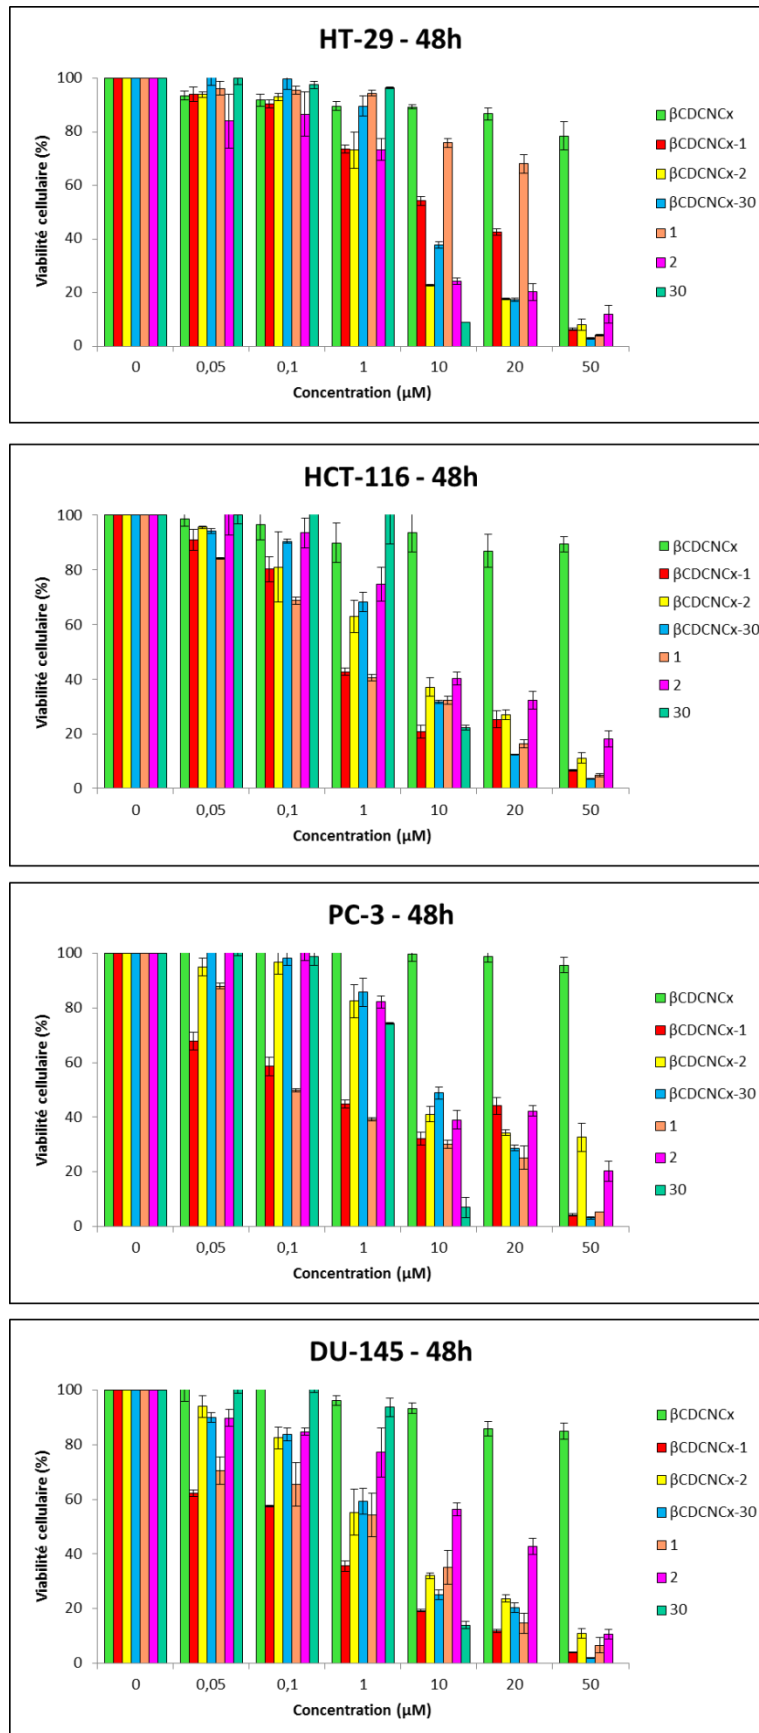 HT-29 - 48h
Viabilité cellulaire (%)
100
80
60
40
20
0
0 0,05 0,1 1 10 20 50
Concentration (µM)
βCDCNCx
βCDCNCx-1
βCDCNCx-2
βCDCNCx-30
1
2
30
HCT-116 - 48h
Viabilité cellulaire (%)
100
80
60
40
20
0
0 0,05 0,1 1 10 20 50
Concentration (µM)
βCDCNCx
βCDCNCx-1
βCDCNCx-2
βCDCNCx-30
1
2
30
PC-3 - 48h
Viabilité cellulaire (%)
100
80
60
40
20
0
0 0,05 0,1 1 10 20 50
Concentration (µM)
βCDCNCx
βCDCNCx-1
βCDCNCx-2
βCDCNCx-30
1
2
30
DU-145 - 48h
Viabilité cellulaire (%)
100
80
60
40
20
0
0 0,05 0,1 1 10 20 50
Concentration (µM)
βCDCNCx
βCDCNCx-1
βCDCNCx-2
βCDCNCx-30
1
2
30